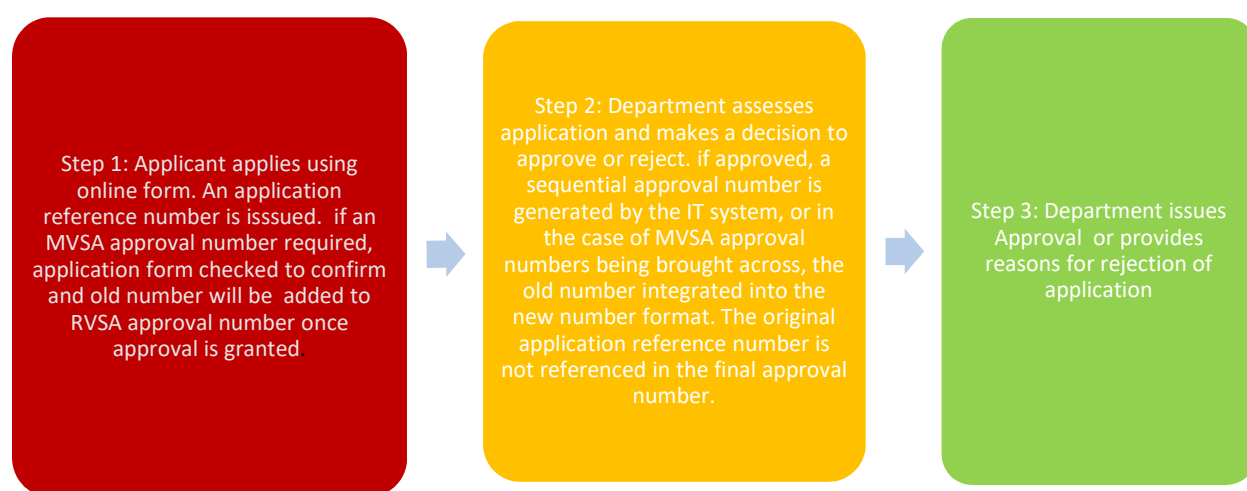 Step 1: Applicant applies using
online form. An application
reference number is isssued.  if an
MVSA approval number required,
application form checked to confirm
and old number will be  added to
RVSA approval number once
approval is granted.
Step 2: Department assesses
application and makes a decision to
approve or reject. if approved, a
sequential approval number is
generated by the IT system, or in
the case of MVSA approval
numbers being brought across, the
old number integrated into the
new number format. The original
application reference number is
not referenced in the final approval
number.
Step 3: Department issues
Approval  or provides
reasons for rejection of
application